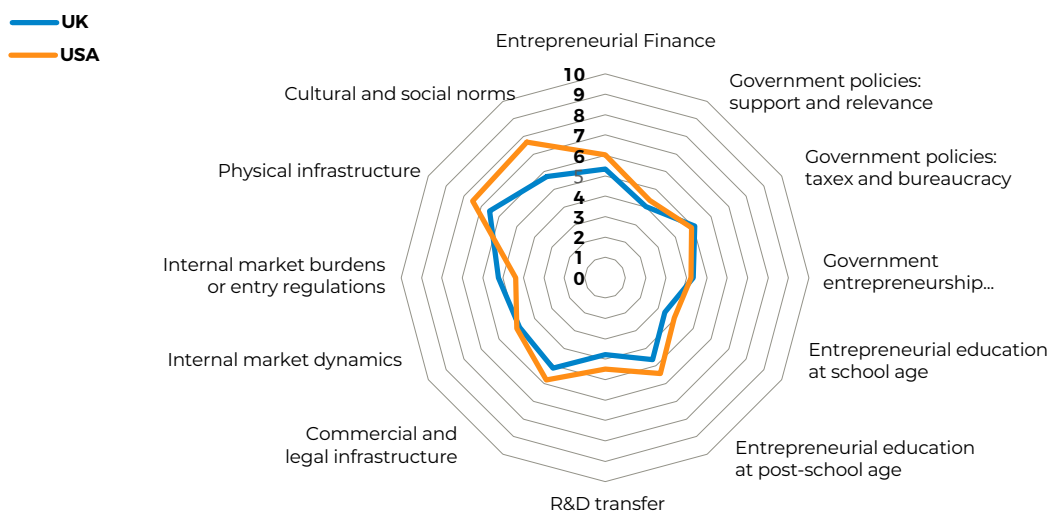 UK
USA
Entrepreneurial Finance
Government policies:
support and relevance
Government policies:
taxex and bureaucracy
Government
entrepreneurship...
Entrepreneurial education
at school age
Entrepreneurial education
at post-school age
R&D transfer
Commercial and
legal infrastructure
Internal market dynamics
Internal market burdens
or entry regulations
Physical infrastructure
Cultural and social norms
10
9
8
7
6
5
4
3
2
1
0